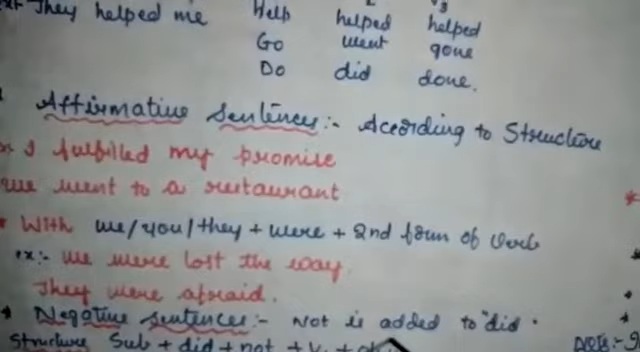 They helped me Help helped helped
Go went gone
Do did done.
Affirmative Sentences:- According to Structure
I fulfilled my promise
we went to a restaurant
With we/you/they + were + 2nd form of Verb
ex:- we were lost the way.
They were afraid.
Negative Sentences:- Not is added to "did"
Structure Sub + did + not +